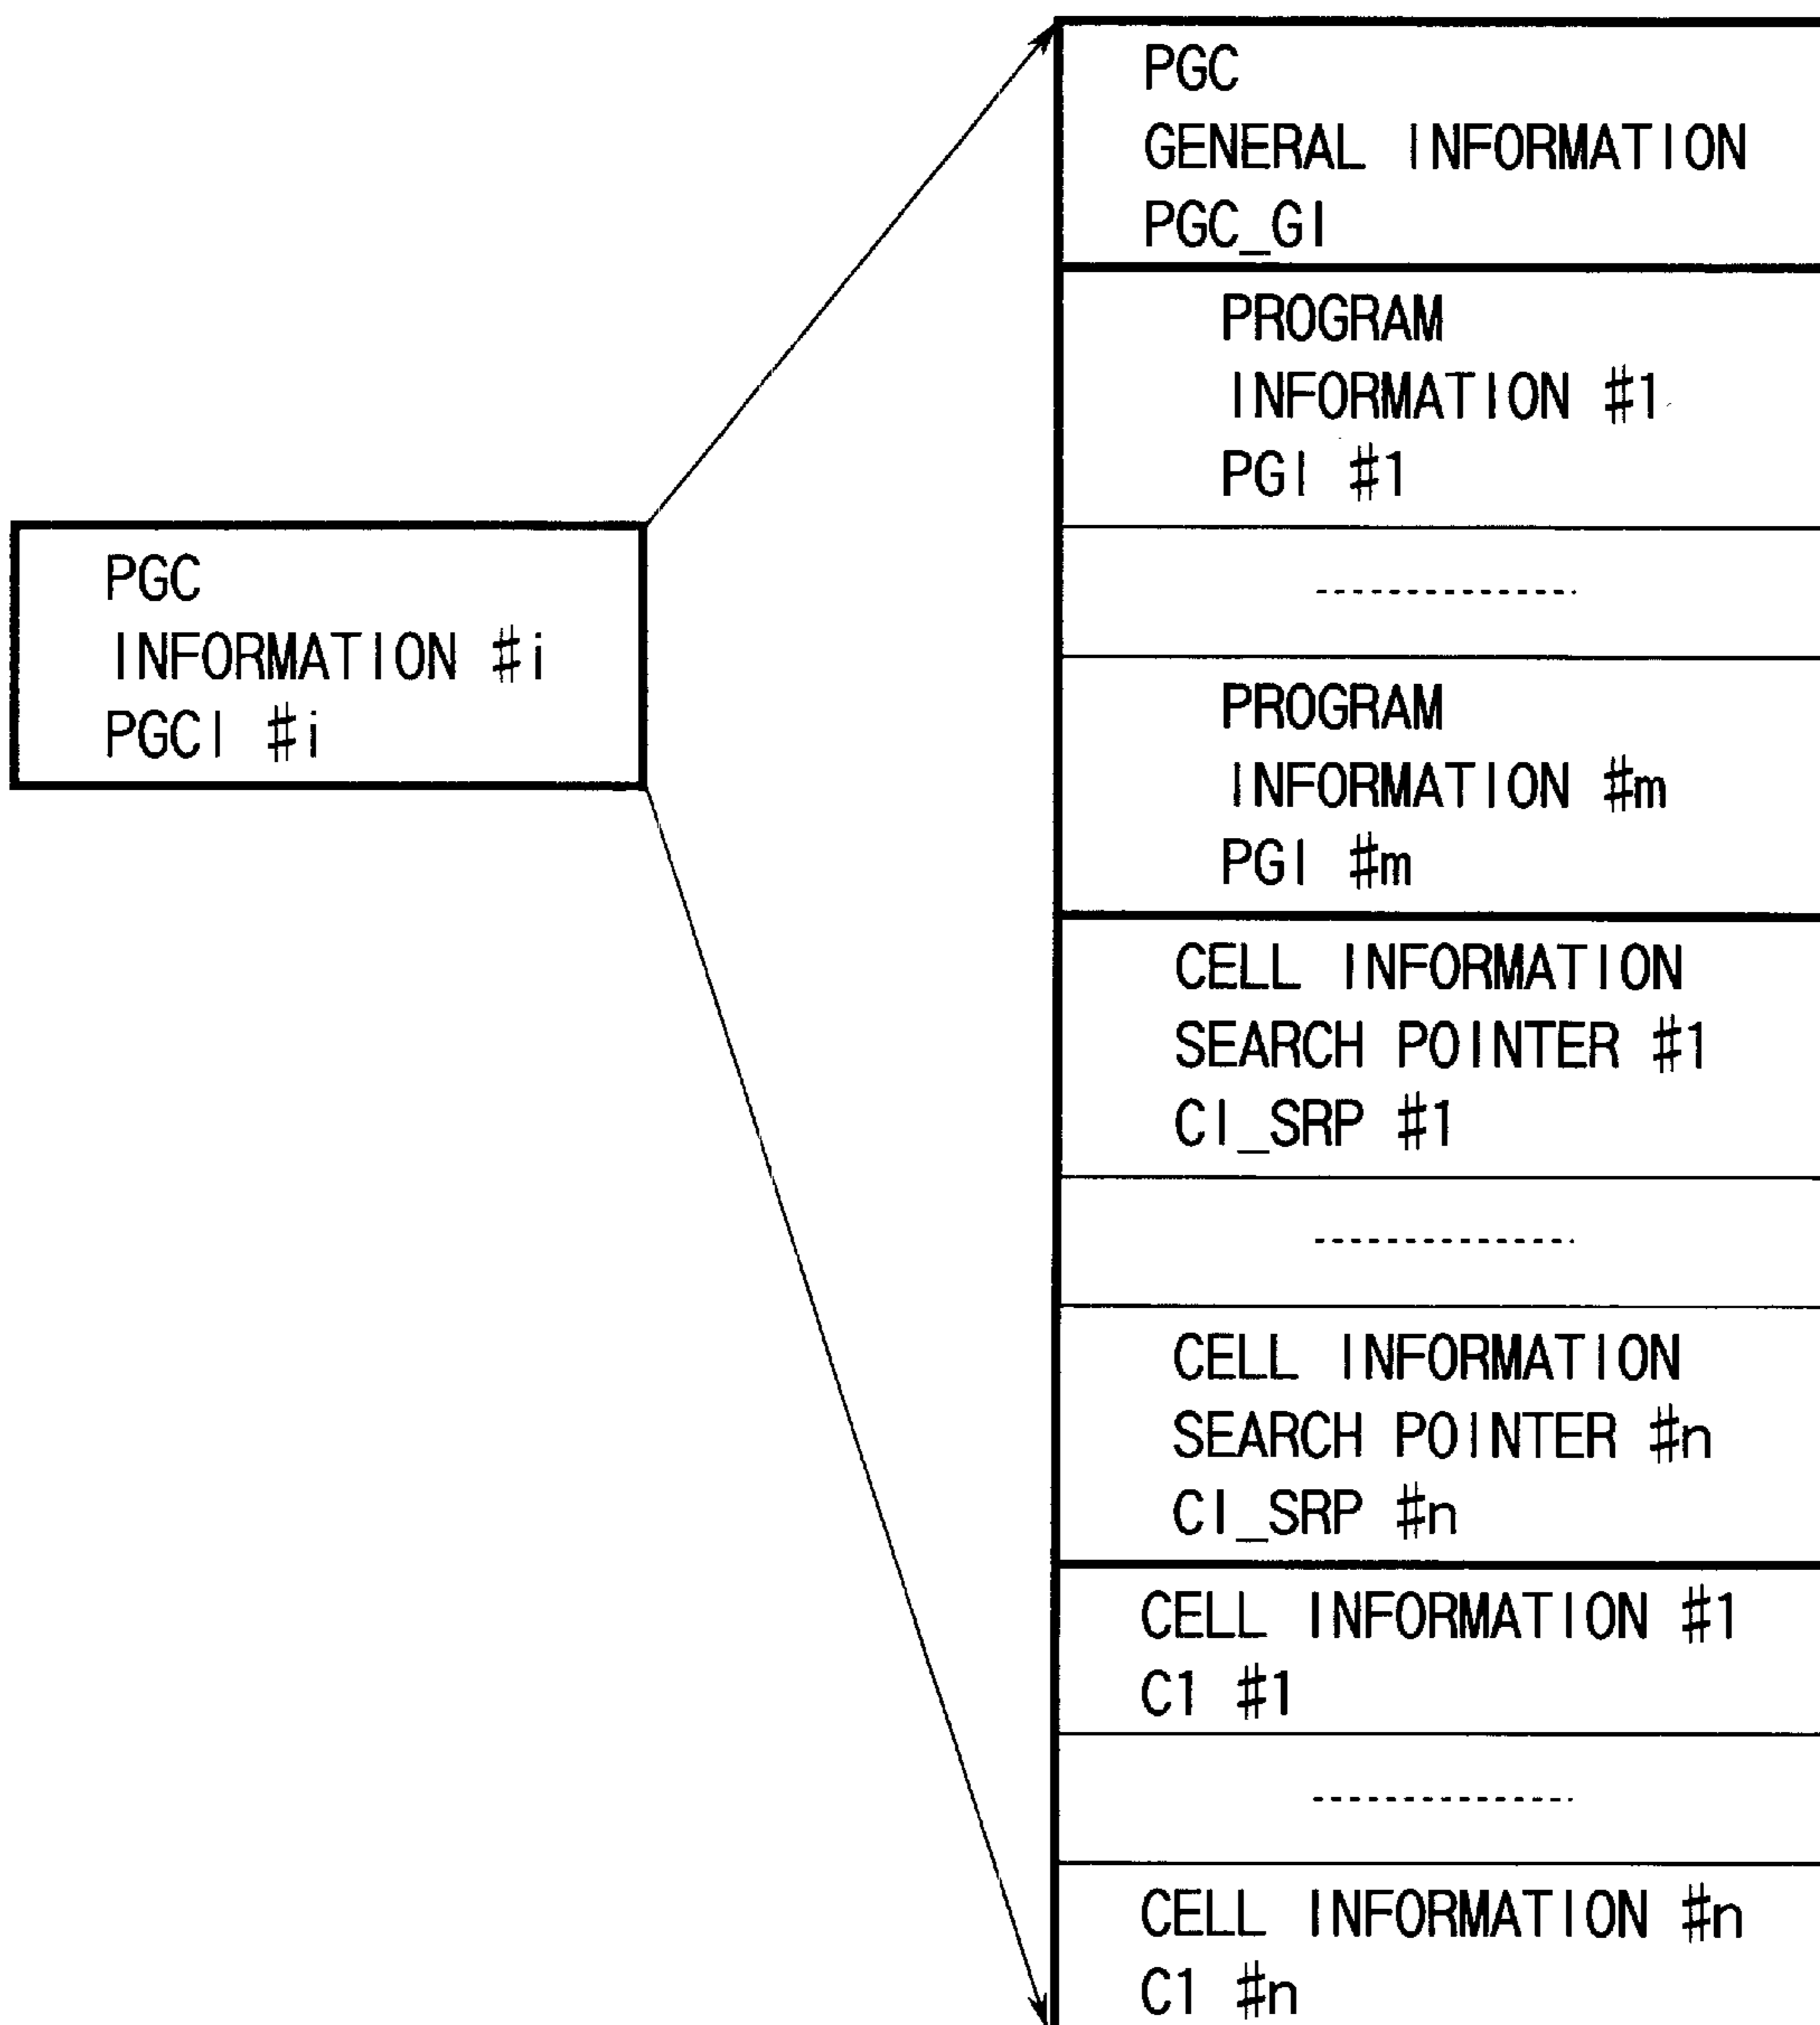 PGC
INFORMATION #i
PGCI #i
PGC
GENERAL INFORMATION
PGC_GI
PROGRAM
INFORMATION #1
PGI #1
PROGRAM
INFORMATION #m
PGI #m
CELL INFORMATION
SEARCH POINTER #1
CI_SRP #1
CELL INFORMATION
SEARCH POINTER #n
CI_SRP #n
CELL INFORMATION #1
C1 #1
CELL INFORMATION #n
C1 #n